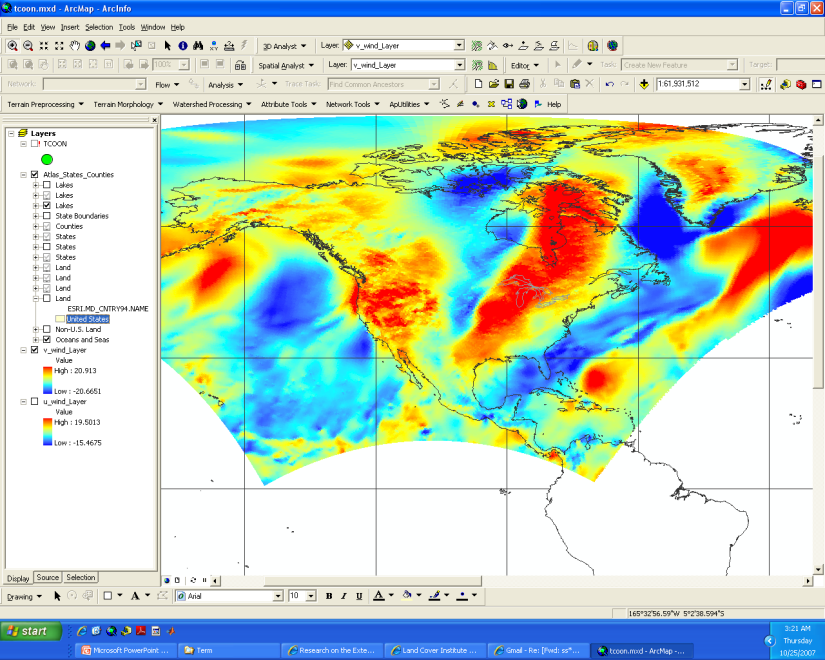 tcoon.mxd - ArcMap - ArcInfo
File Edit View Insert Selection Tools Window Help
3D Analyst Layer: v_wind_Layer
100% Spatial Analyst Layer: v_wind_Layer Editor Task: Create New Feature Target:
Network: Flow Analysis Trace Task: Find Common Ancestors 1:61,931,512
Terrain Preprocessing Terrain Morphology Watershed Processing Attribute Tools Network Tools ApUtilities Help
Layers
TCOON
Atlas_States_Counties
Lakes
Lakes
Lakes
State Boundaries
Counties
States
States
States
Land
Land
Land
Land
ESRI.MD_CNTRY94.NAME
United States
Non-U.S. Land
Oceans and Seas
v_wind_Layer
Value
High : 20.913
Low : -20.6651
u_wind_Layer
Value
High : 19.5013
Low : -15.4675
Display Source Selection
Drawing A Arial 10 B I U A
165°32'56.59"W 5°2'38.594"S
start Microsoft PowerPoint ... Term Research on the Exte... Land Cover Institute ... Gmail - Re: [Fwd: ss"... tcoon.mxd - ArcMap -...
3:21 AM
Thursday
10/25/2007